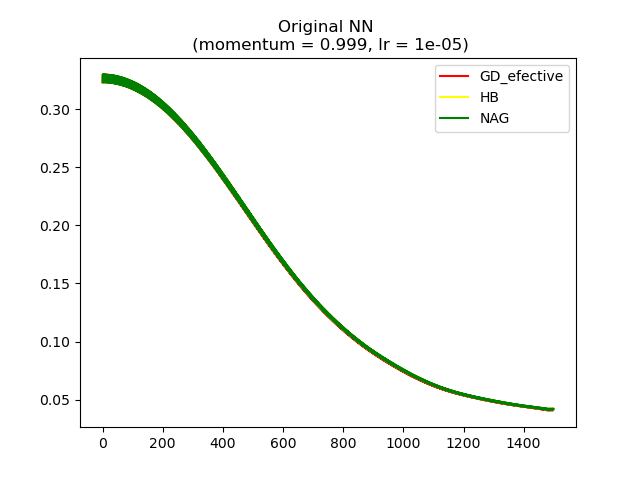 Original NN
(momentum = 0.999, lr = 1e-05)
GD_efective
HB
NAG
0.30
0.25
0.20
0.15
0.10
0.05
0 200 400 600 800 1000 1200 1400